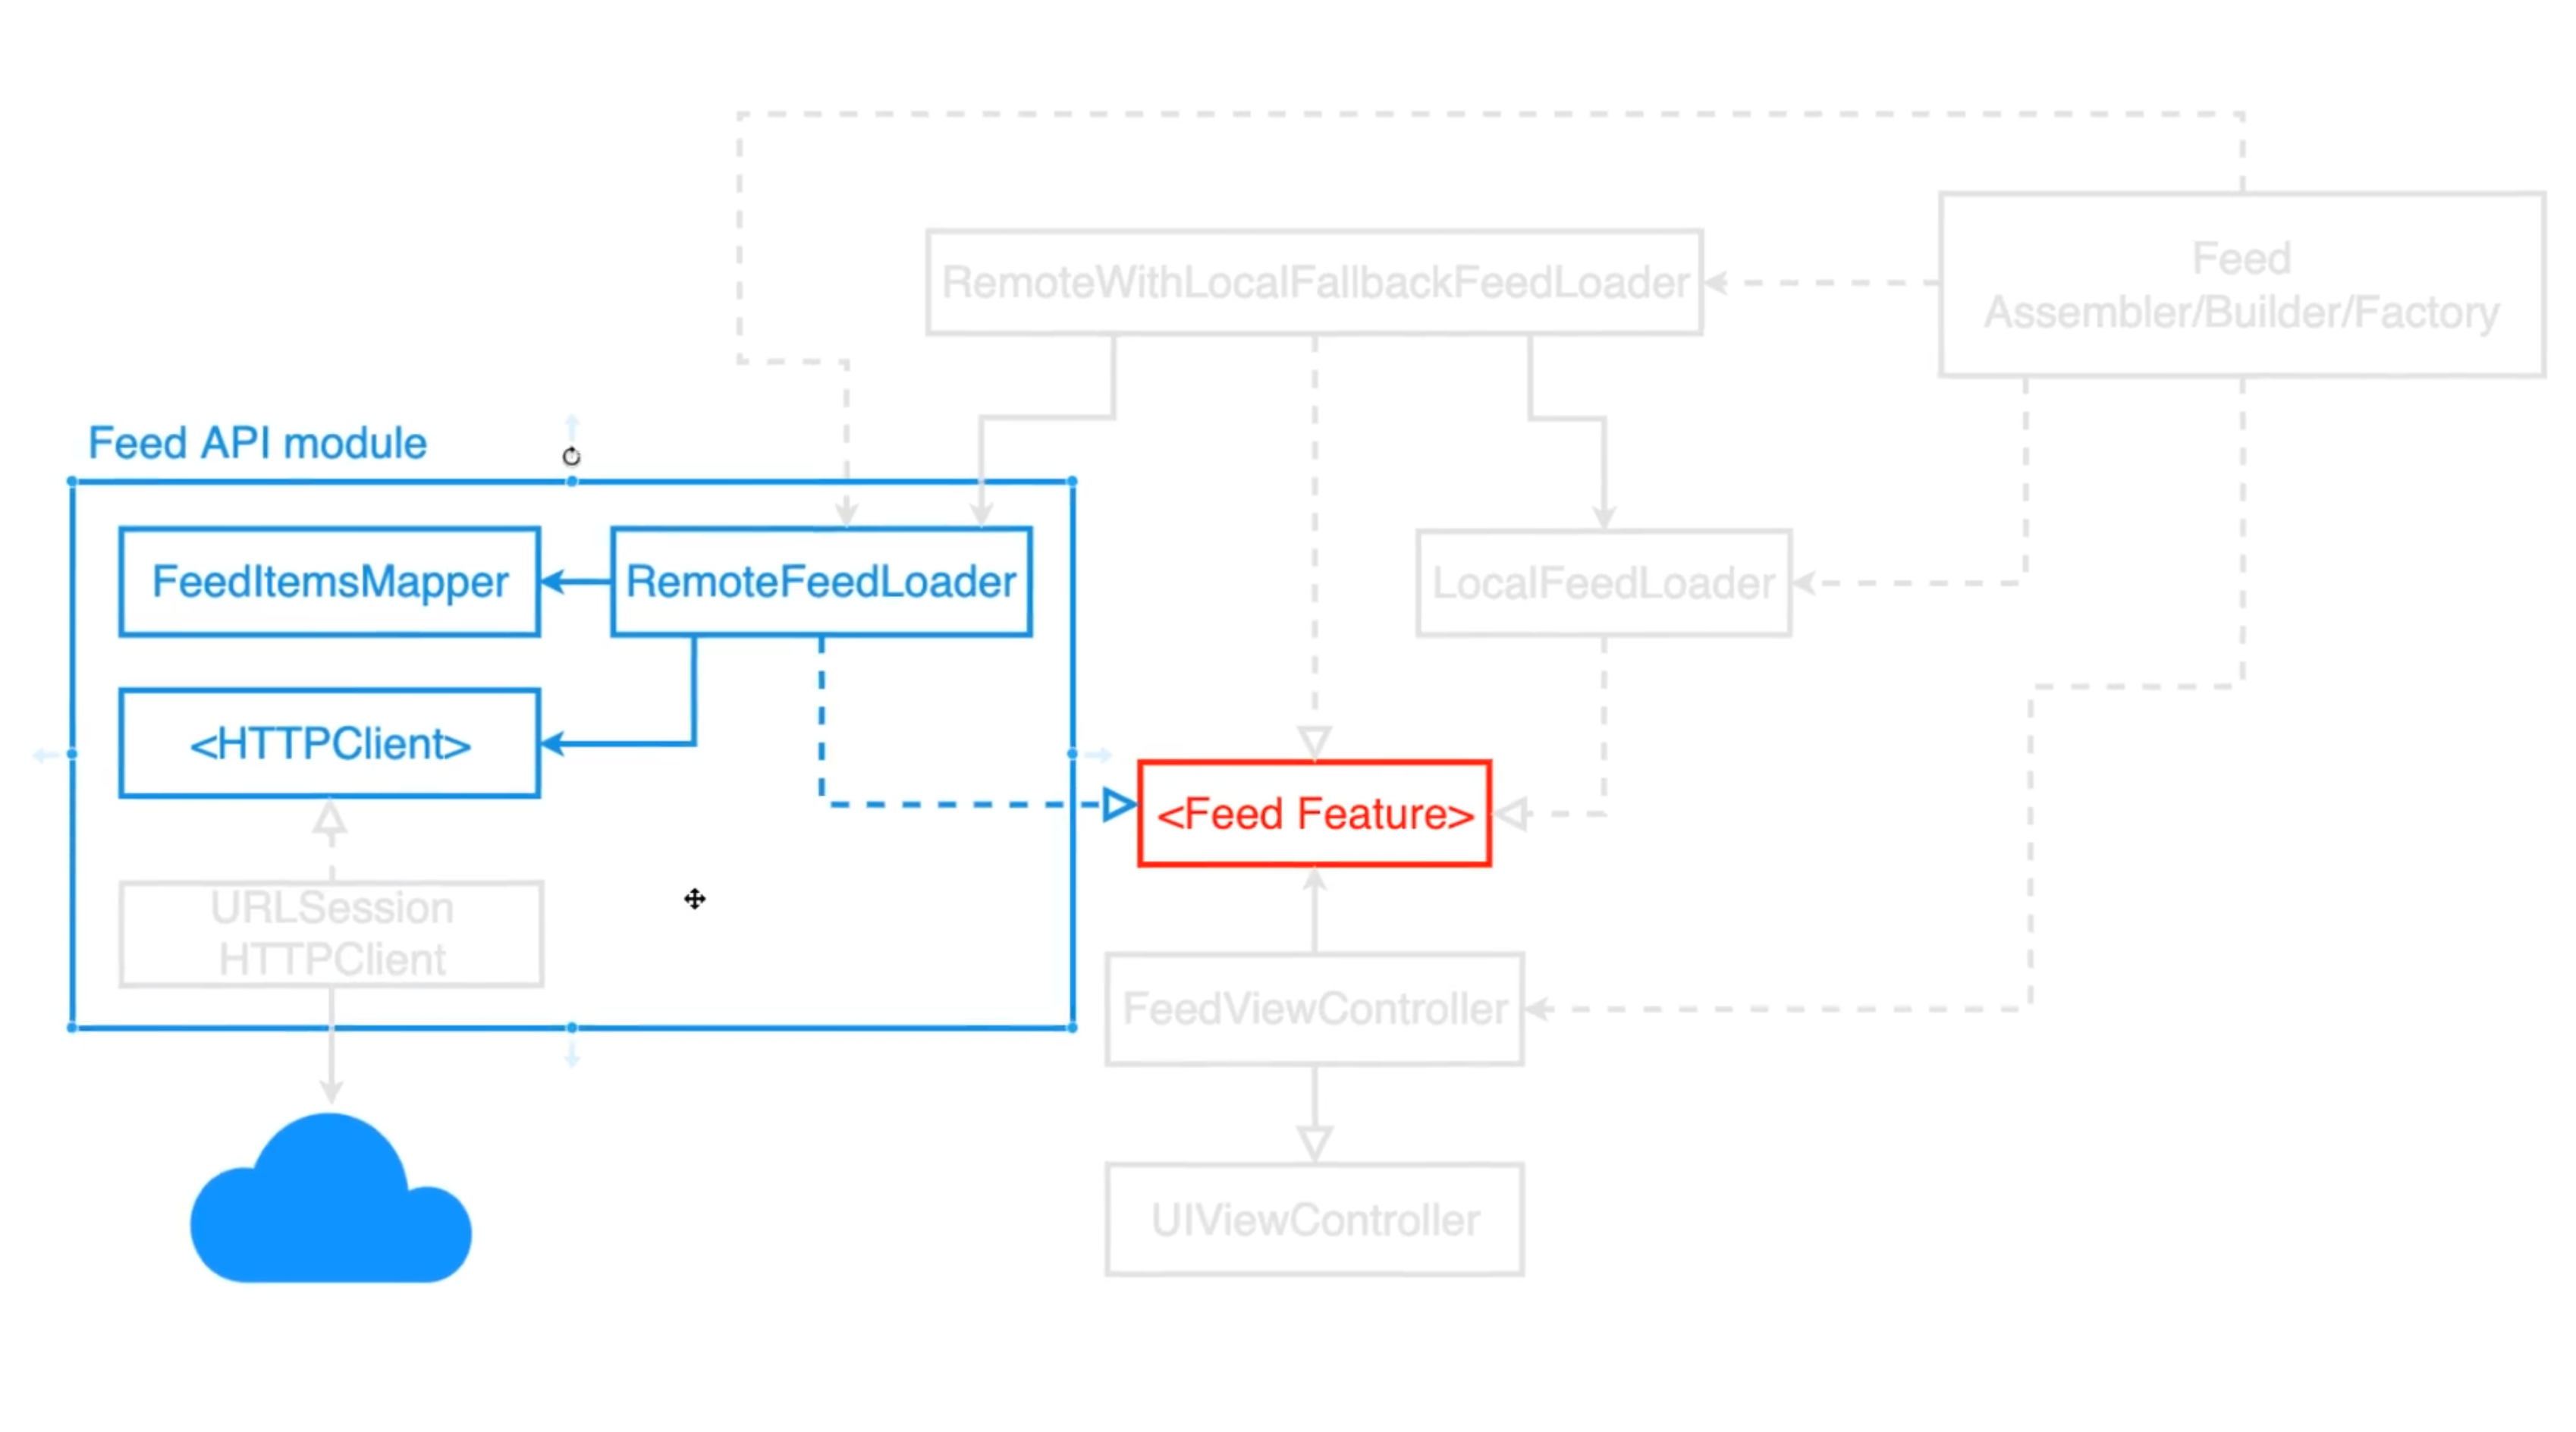 Feed
Assembler/Builder/Factory
RemoteWithLocalFallbackFeedLoader
Feed API module
FeedItemsMapper
RemoteFeedLoader
LocalFeedLoader
<HTTPClient>
<Feed Feature>
URLSession
HTTPClient
FeedViewController
UIViewController